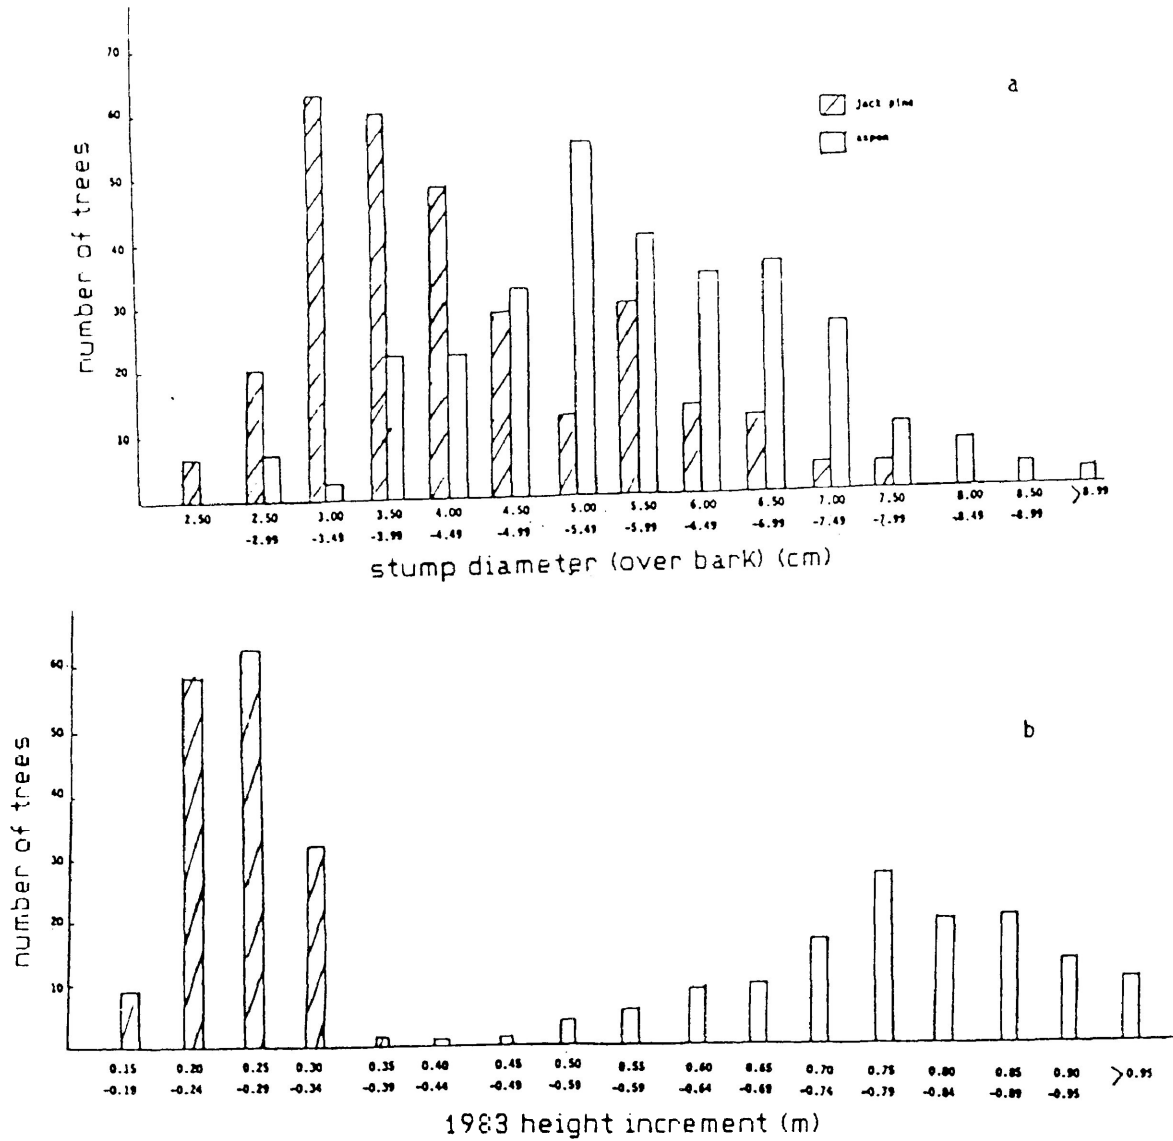 a
jack pine
aspen
70
60
50
40
30
20
10
number of trees
2.50 2.50 3.00 3.50 4.00 4.50 5.00 5.50 6.00 6.50 7.00 7.50 8.00 8.50 >8.99
-2.99 -3.49 -3.99 -4.49 -4.99 -5.49 -5.99 -6.49 -6.99 -7.49 -7.99 -8.49 -8.99
stump diameter (over bark) (cm)
b
60
50
40
30
20
10
number of trees
0.15 0.20 0.25 0.30 0.35 0.40 0.45 0.50 0.55 0.60 0.65 0.70 0.75 0.80 0.85 0.90 >0.95
-0.19 -0.24 -0.29 -0.34 -0.39 -0.44 -0.49 -0.59 -0.59 -0.64 -0.69 -0.74 -0.79 -0.84 -0.89 -0.95
1983 height increment (m)